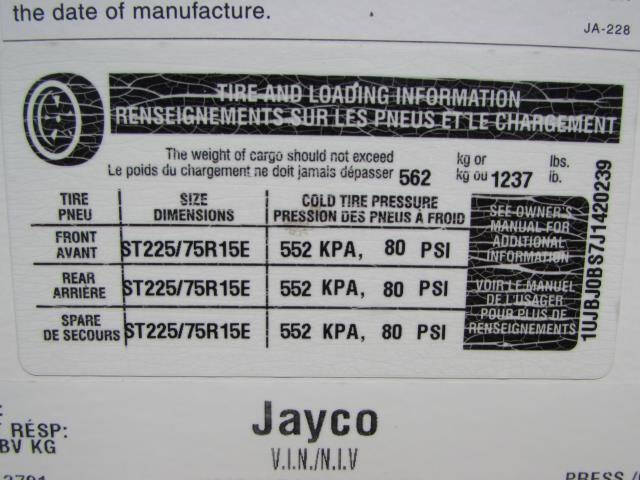 the date of manufacture.
JA-228
TIRE AND LOADING INFORMATION
RENSEIGNEMENTS SUR LES PNEUS ET LE CHARGEMENT
The weight of cargo should not exceed kg or lbs.
Le poids du chargement ne doit jamais dépasser 562 kg ou 1237 lb.
TIRE SIZE COLD TIRE PRESSURE
PNEU DIMENSIONS PRESSION DES PNEUS À FROID
FRONT
AVANT ST225/75R15E 552 KPA, 80 PSI
REAR
ARRIÈRE ST225/75R15E 552 KPA, 80 PSI
SPARE
DE SECOURS ST225/75R15E 552 KPA, 80 PSI
SEE OWNER'S
MANUAL FOR
ADDITIONAL
INFORMATION
VOIR LE MANUEL
DE L'USAGER
POUR PLUS DE
RENSEIGNEMENTS
1UJBJ0BS7J1420239
Jayco
V.I.N./N.I.V
RÉSP:
BV KG
PRESS